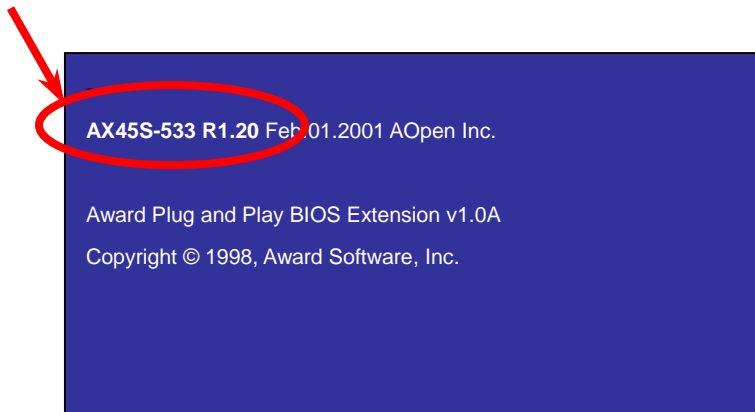 AX45S-533 R1.20 Feb.01.2001 AOpen Inc.
Award Plug and Play BIOS Extension v1.0A
Copyright © 1998, Award Software, Inc.